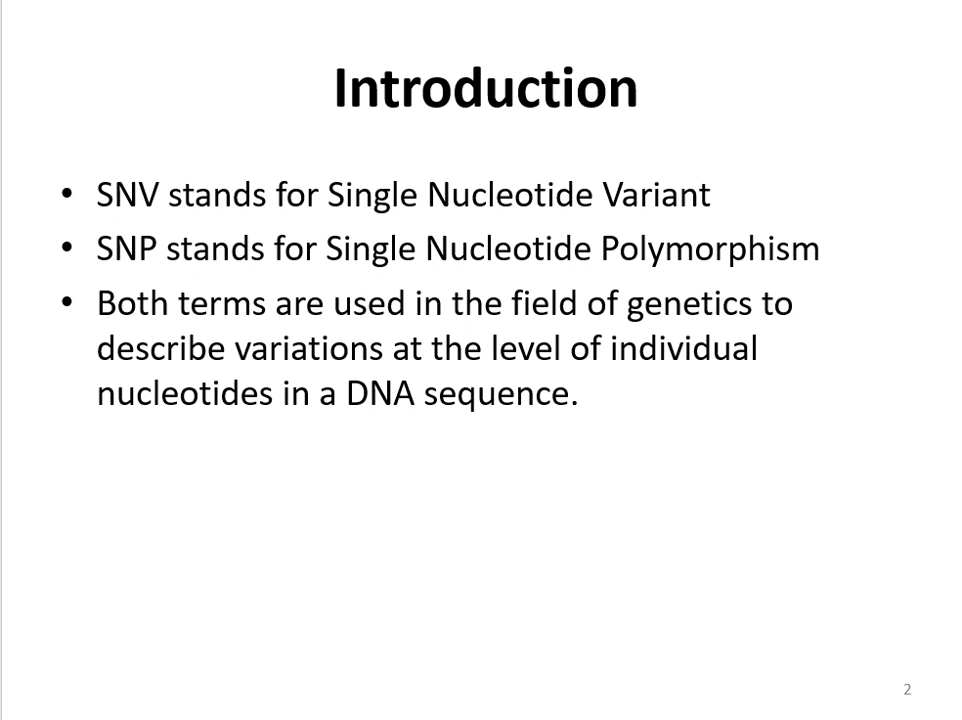 Introduction
• SNV stands for Single Nucleotide Variant
• SNP stands for Single Nucleotide Polymorphism
• Both terms are used in the field of genetics to
describe variations at the level of individual
nucleotides in a DNA sequence.
2